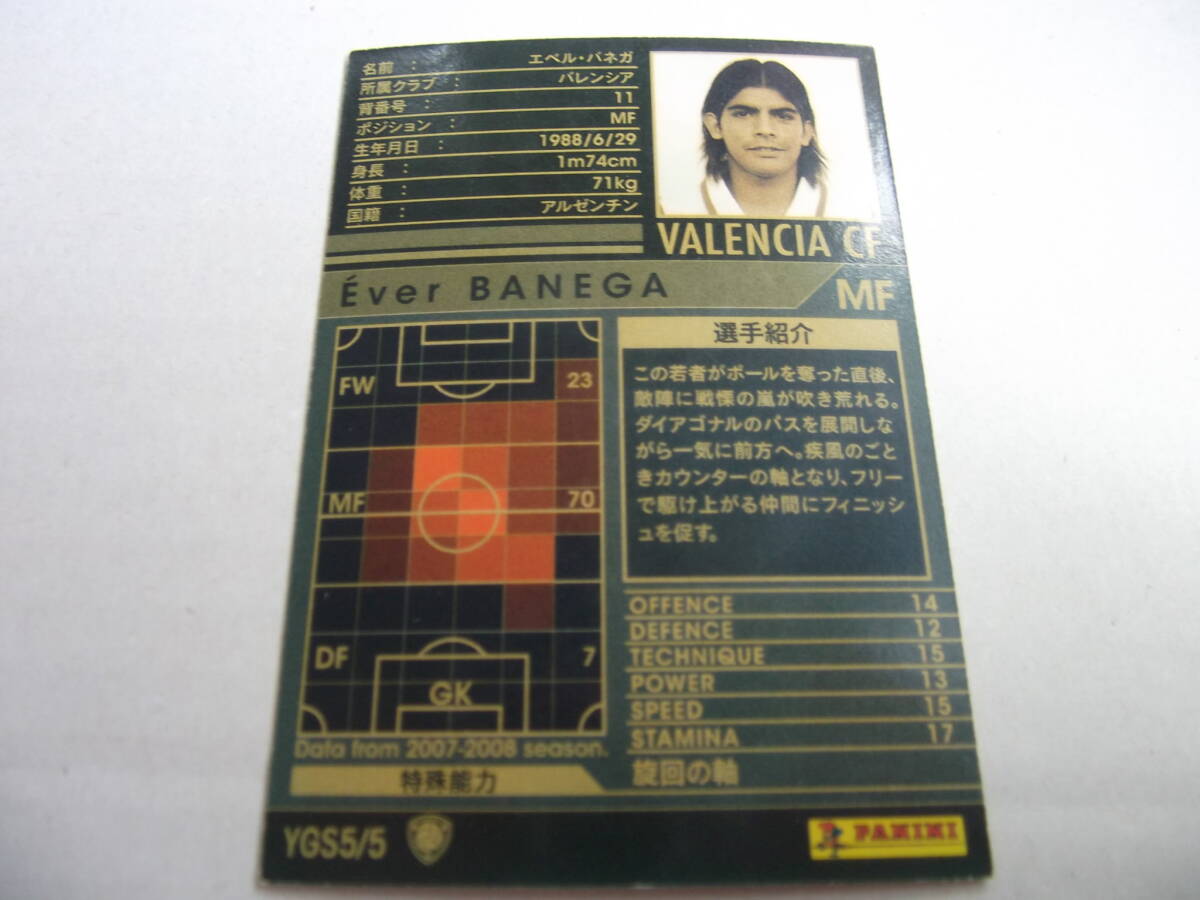 名前 : エベル・バネガ
所属クラブ : バレンシア
背番号 : 11
ポジション : MF
生年月日 : 1988/6/29
身長 : 1m74cm
体重 : 71kg
国籍 : アルゼンチン
VALENCIA CF
Éver BANEGA
MF
FW 23
MF 70
DF 7
GK
Data from 2007-2008 season.
選手紹介
この若者がボールを奪った直後、
敵陣に戦慄の嵐が吹き荒れる。
ダイアゴナルのパスを展開しな
がら一気に前方へ。疾風のごと
きカウンターの軸となり、フリー
で駆け上がる仲間にフィニッシ
ュを促す。
OFFENCE 14
DEFENCE 12
TECHNIQUE 15
POWER 13
SPEED 15
STAMINA 17
特殊能力 旋回の軸
YGS5/5
PANINI